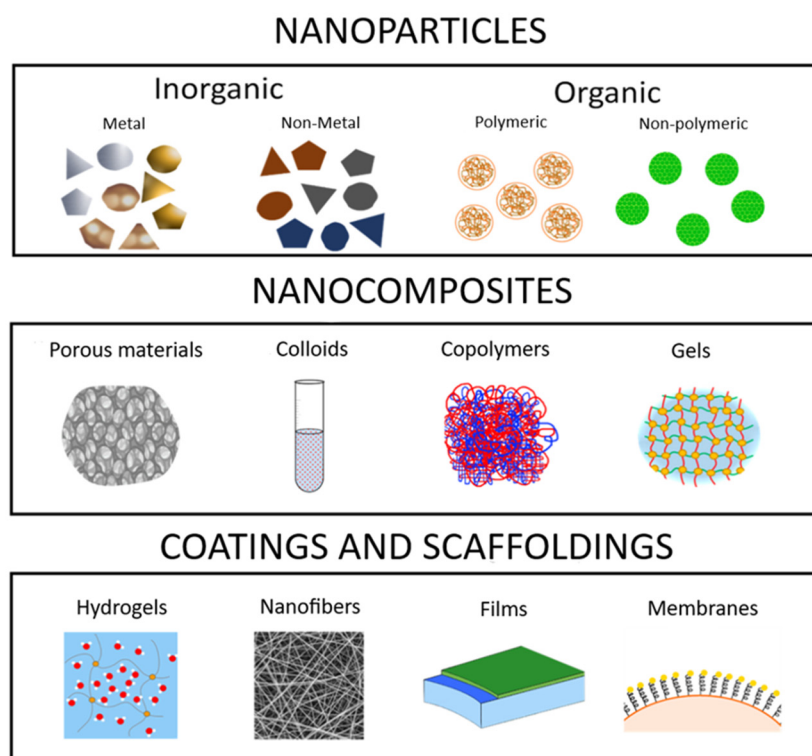 NANOPARTICLES
Inorganic Organic
Metal Non-Metal Polymeric Non-polymeric
NANOCOMPOSITES
Porous materials Colloids Copolymers Gels
COATINGS AND SCAFFOLDINGS
Hydrogels Nanofibers Films Membranes